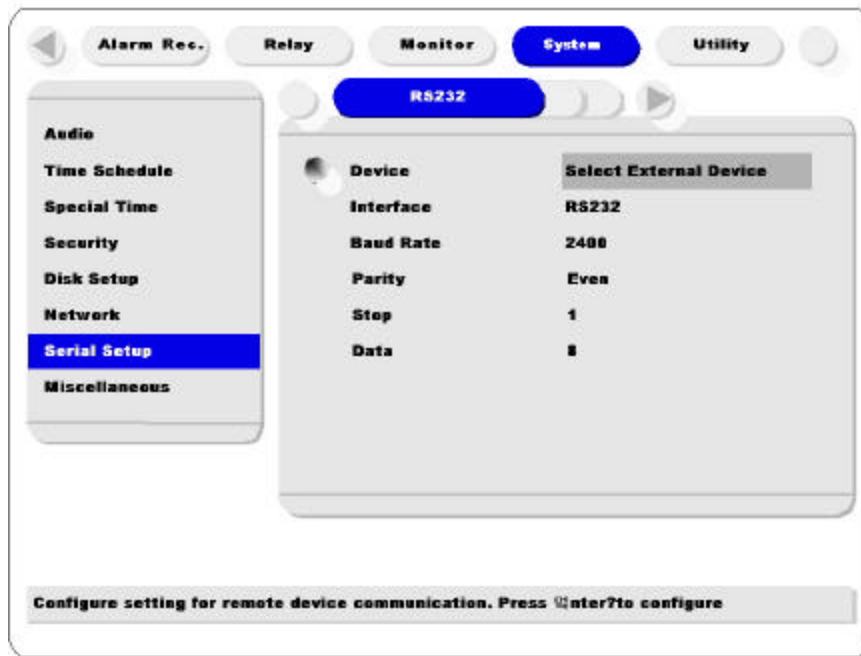 Alarm Rec. Relay Monitor System Utility
RS232
Audio
Time Schedule
Special Time
Security
Disk Setup
Network
Serial Setup
Miscellaneous
Device Select External Device
Interface RS232
Baud Rate 2400
Parity Even
Stop 1
Data 8
Configure setting for remote device communication. Press to configure